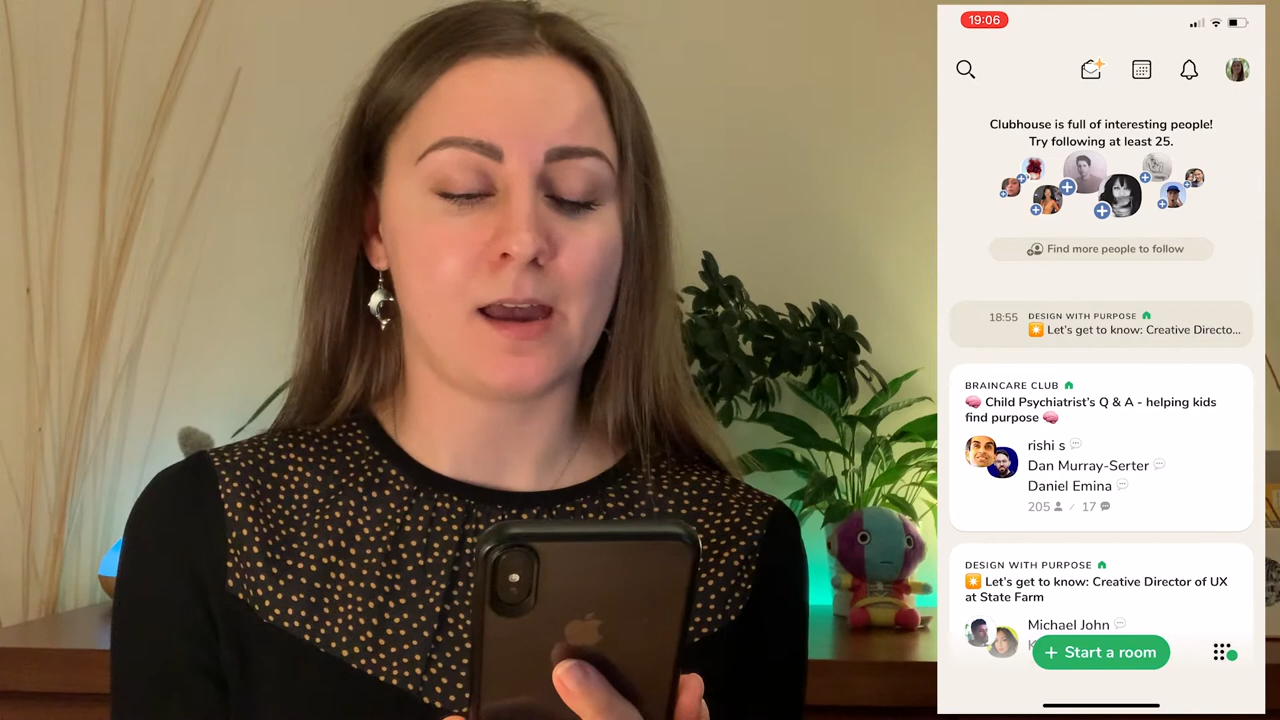 19:06
Clubhouse is full of interesting people!
Try following at least 25.
Find more people to follow
18:55 DESIGN WITH PURPOSE
Let's get to know: Creative Directo...
BRAINCARE CLUB
Child Psychiatrist's Q & A - helping kids
find purpose
rishi s
Dan Murray-Serter
Daniel Emina
205 / 17
DESIGN WITH PURPOSE
Let's get to know: Creative Director of UX
at State Farm
Michael John
K
+ Start a room